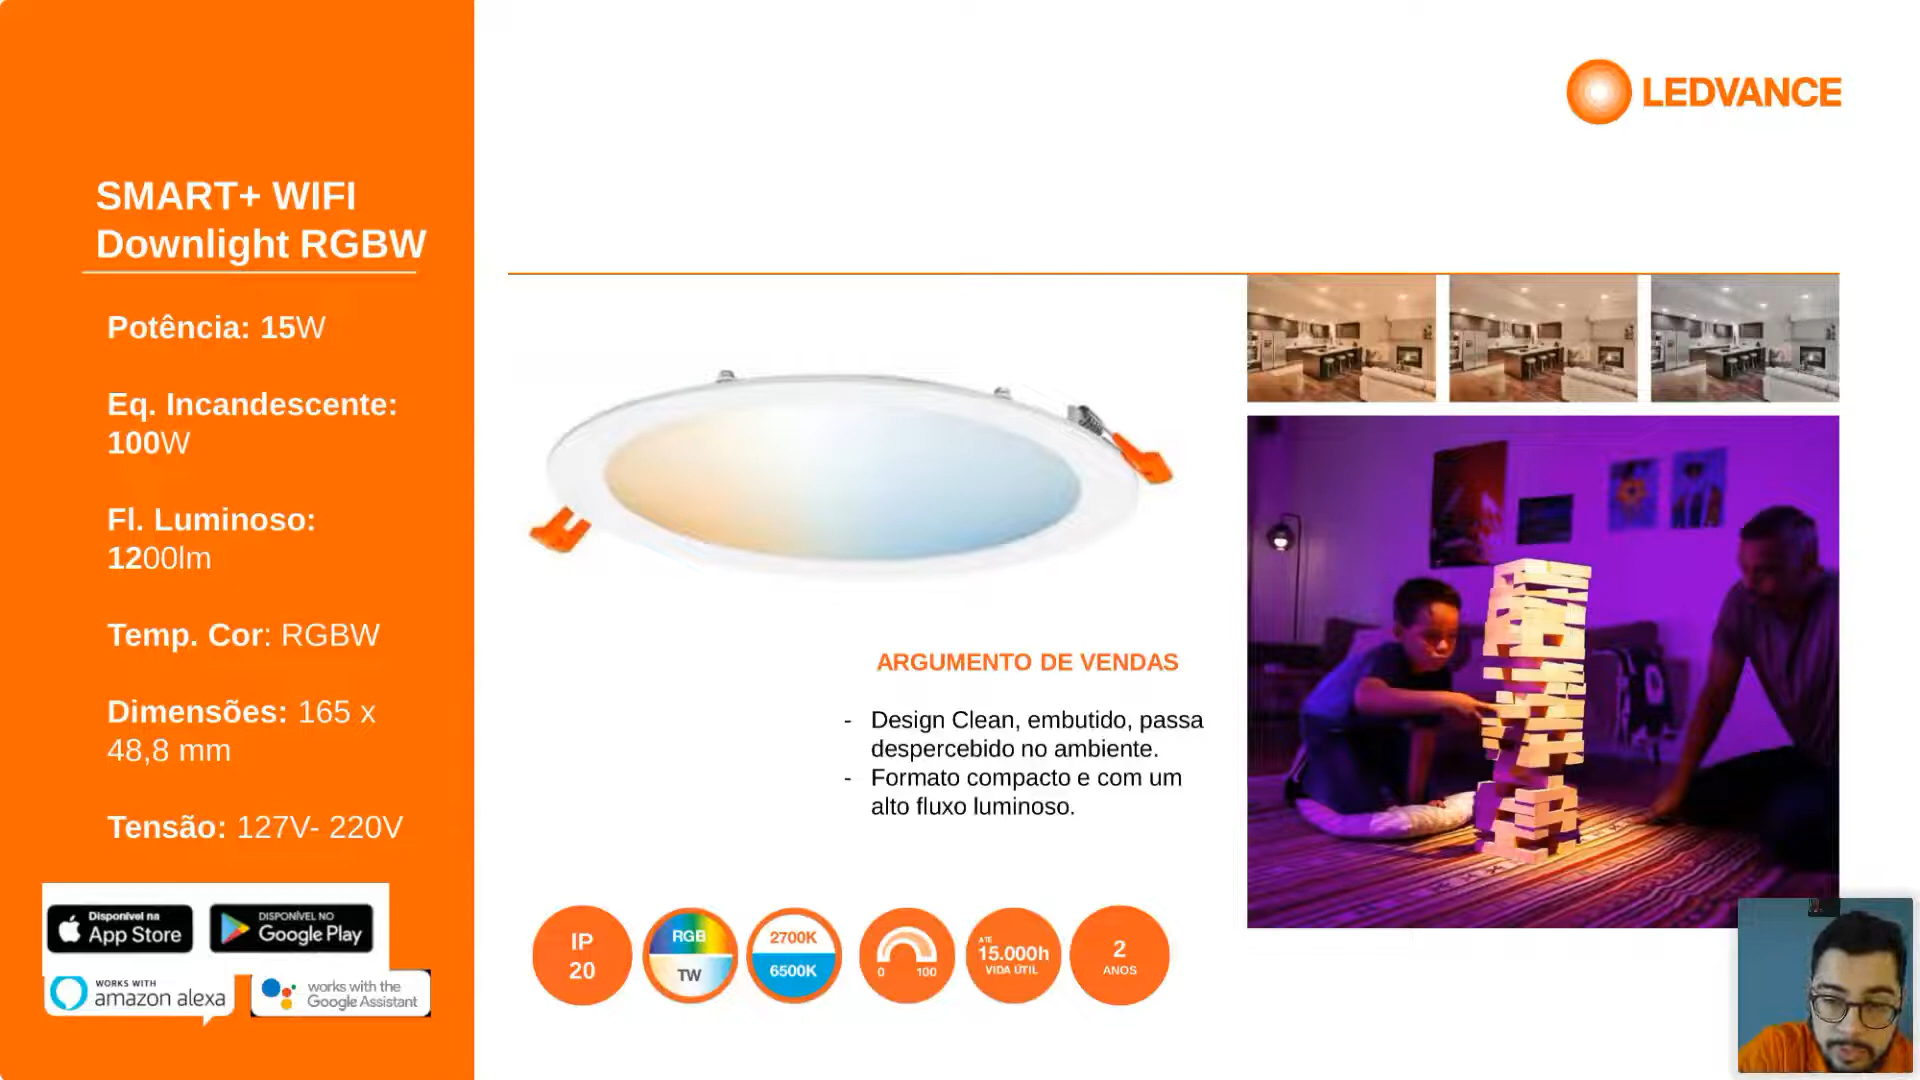 LEDVANCE
SMART+ WIFI
Downlight RGBW
Potência: 15W
Eq. Incandescente:
100W
Fl. Luminoso:
1200lm
Temp. Cor: RGBW
Dimensões: 165 x
48,8 mm
Tensão: 127V- 220V
Disponível na
App Store
DISPONÍVEL NO
Google Play
WORKS WITH
amazon alexa
works with the
Google Assistant
ARGUMENTO DE VENDAS
- Design Clean, embutido, passa
despercebido no ambiente.
- Formato compacto e com um
alto fluxo luminoso.
IP
20
RGB
TW
2700K
6500K
0 100
ATÉ
15.000h
VIDA ÚTIL
2
ANOS